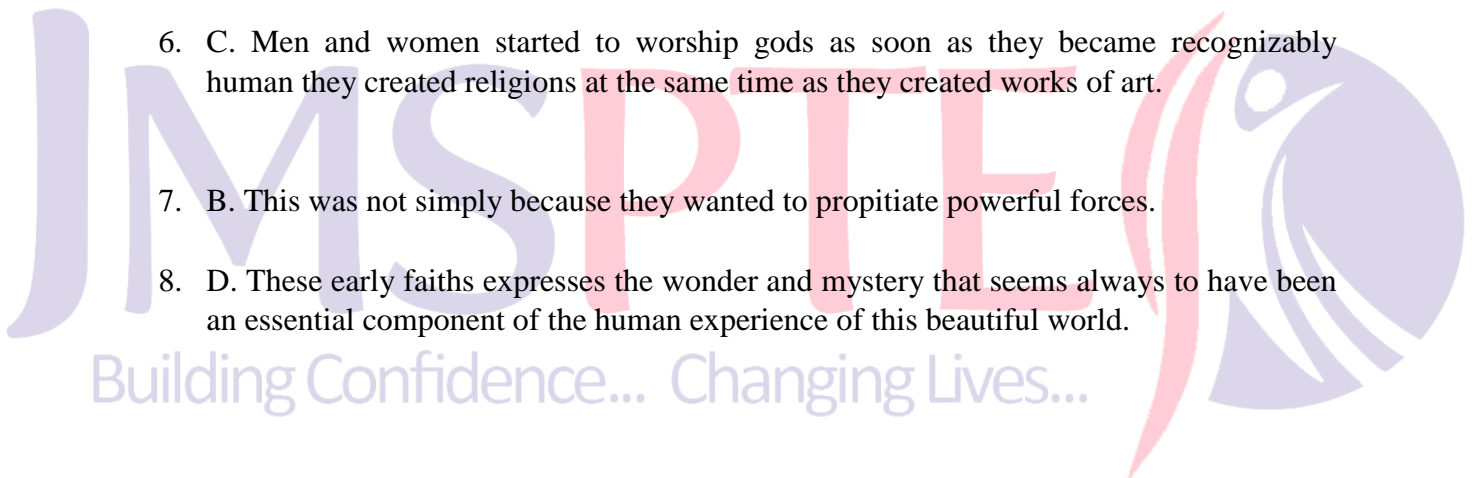 6. C. Men and women started to worship gods as soon as they became recognizably
human they created religions at the same time as they created works of art.
7. B. This was not simply because they wanted to propitiate powerful forces.
8. D. These early faiths expresses the wonder and mystery that seems always to have been
an essential component of the human experience of this beautiful world.
JMSPTE
Building Confidence... Changing Lives...